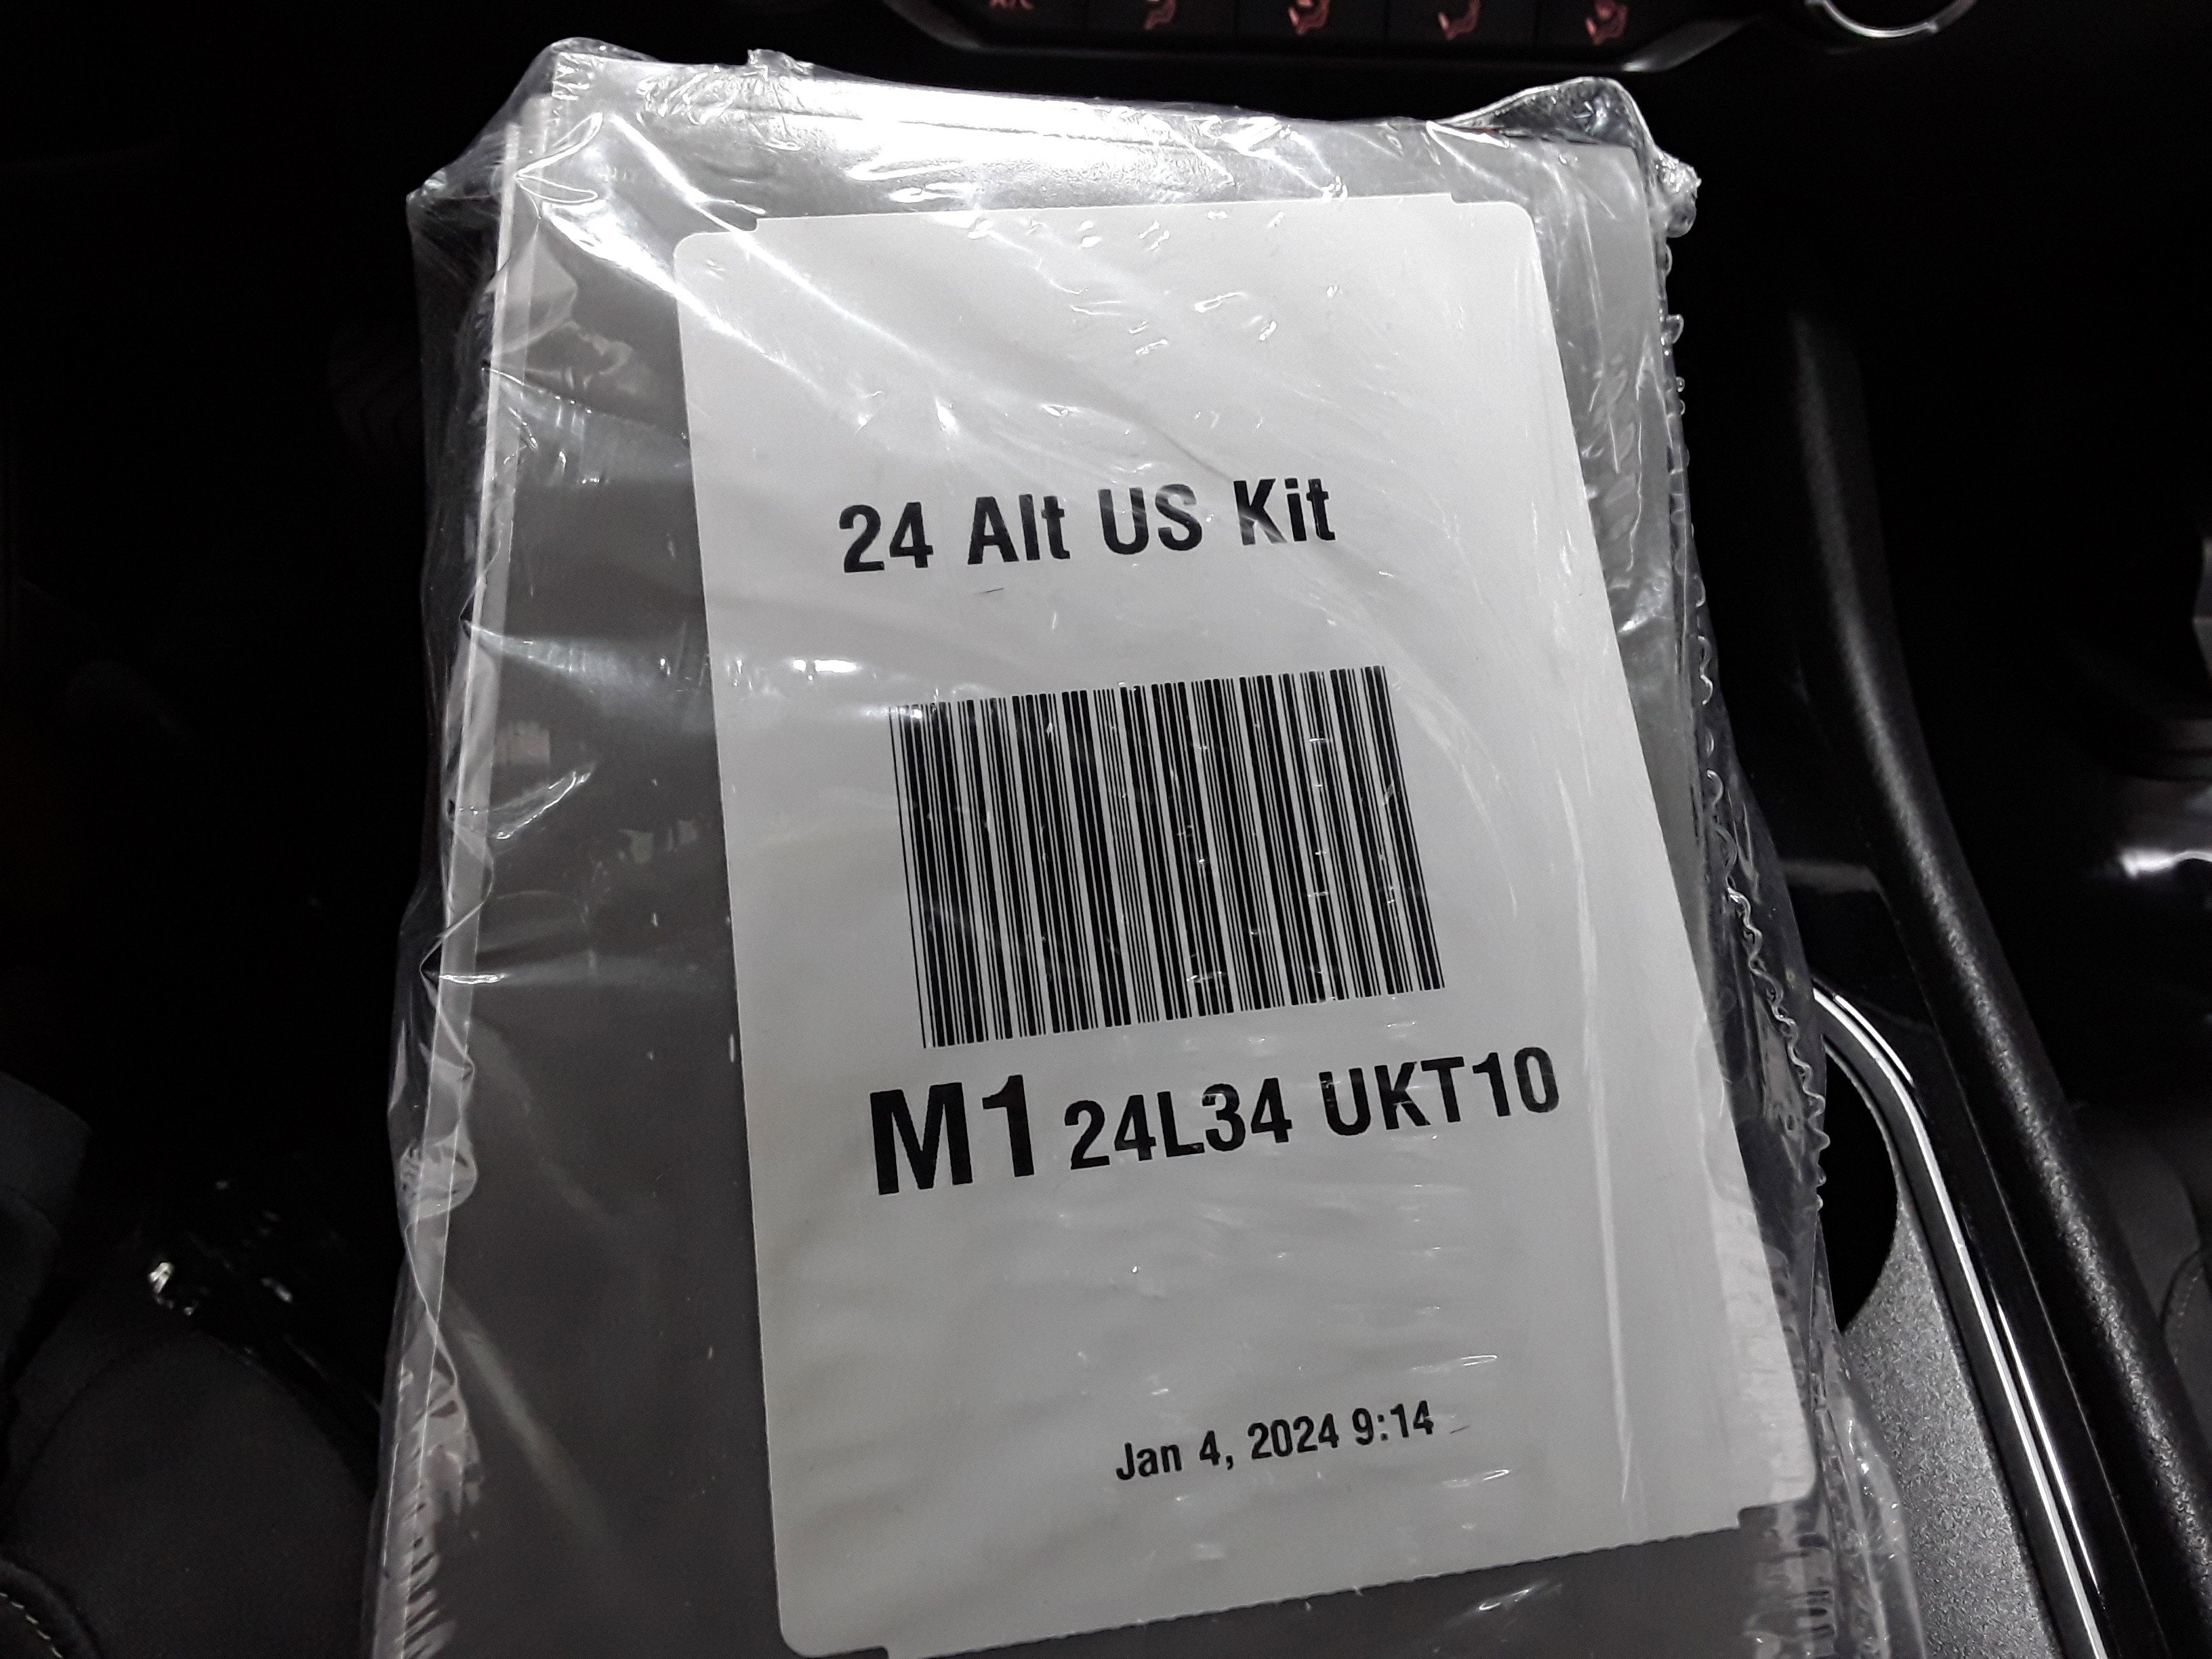 A/C
24 Alt US Kit
M1 24L34 UKT10
Jan 4, 2024 9:14